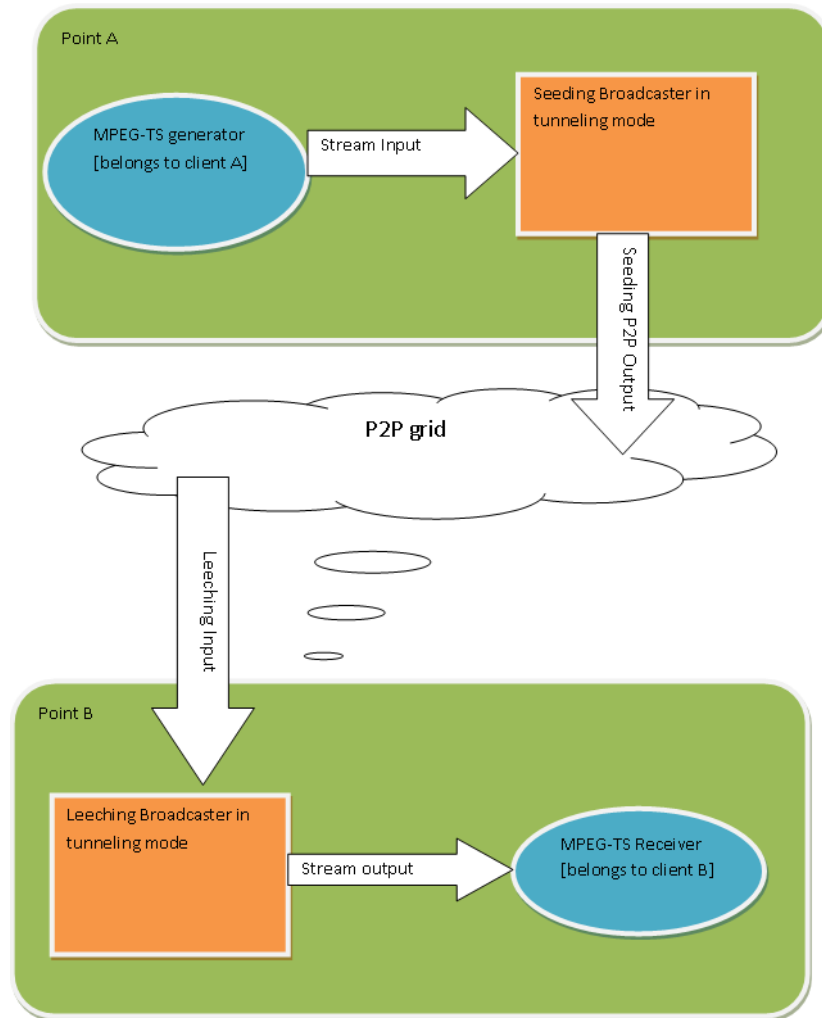 Point A
MPEG-TS generator
[belongs to client A]
Stream Input
Seeding Broadcaster in
tunneling mode
Seeding P2P Output
P2P grid
Leeching Input
Point B
Leeching Broadcaster in
tunneling mode
Stream output
MPEG-TS Receiver
[belongs to client B]